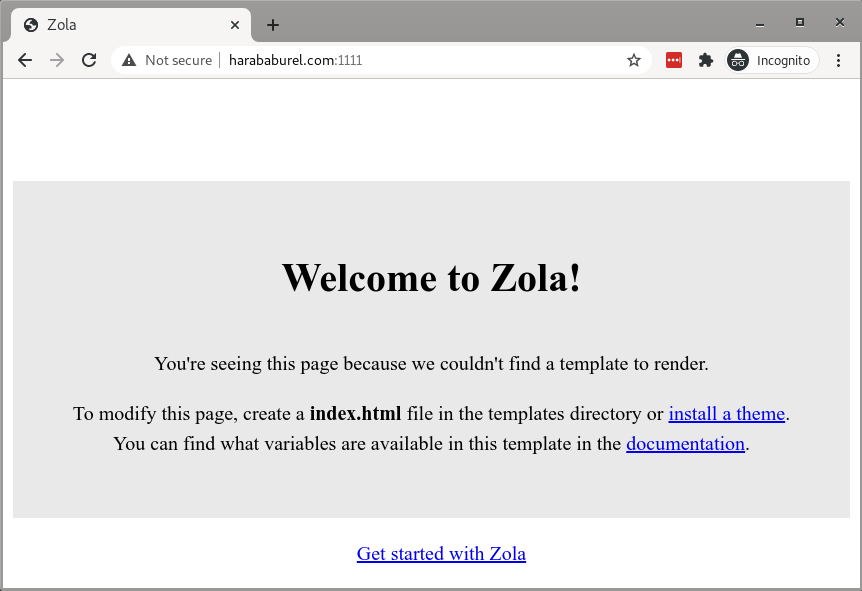 Zola
Not secure harababurel.com:1111
Incognito
Welcome to Zola!
You're seeing this page because we couldn't find a template to render.
To modify this page, create a index.html file in the templates directory or install a theme.
You can find what variables are available in this template in the documentation.
Get started with Zola